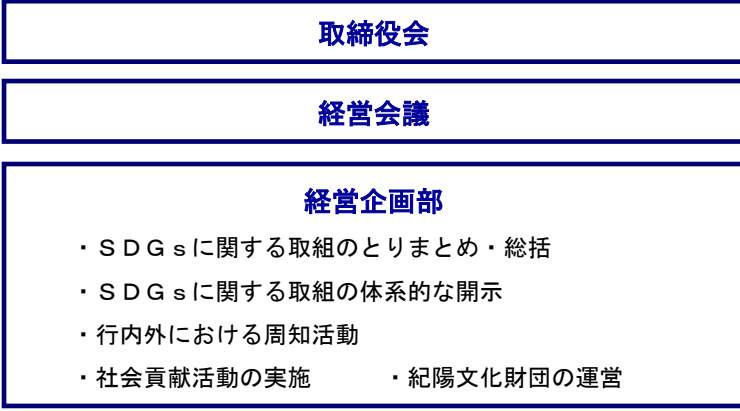 取締役会
経営会議
経営企画部
・ＳＤＧｓに関する取組のとりまとめ・総括
・ＳＤＧｓに関する取組の体系的な開示
・行内外における周知活動
・社会貢献活動の実施　　　・紀陽文化財団の運営